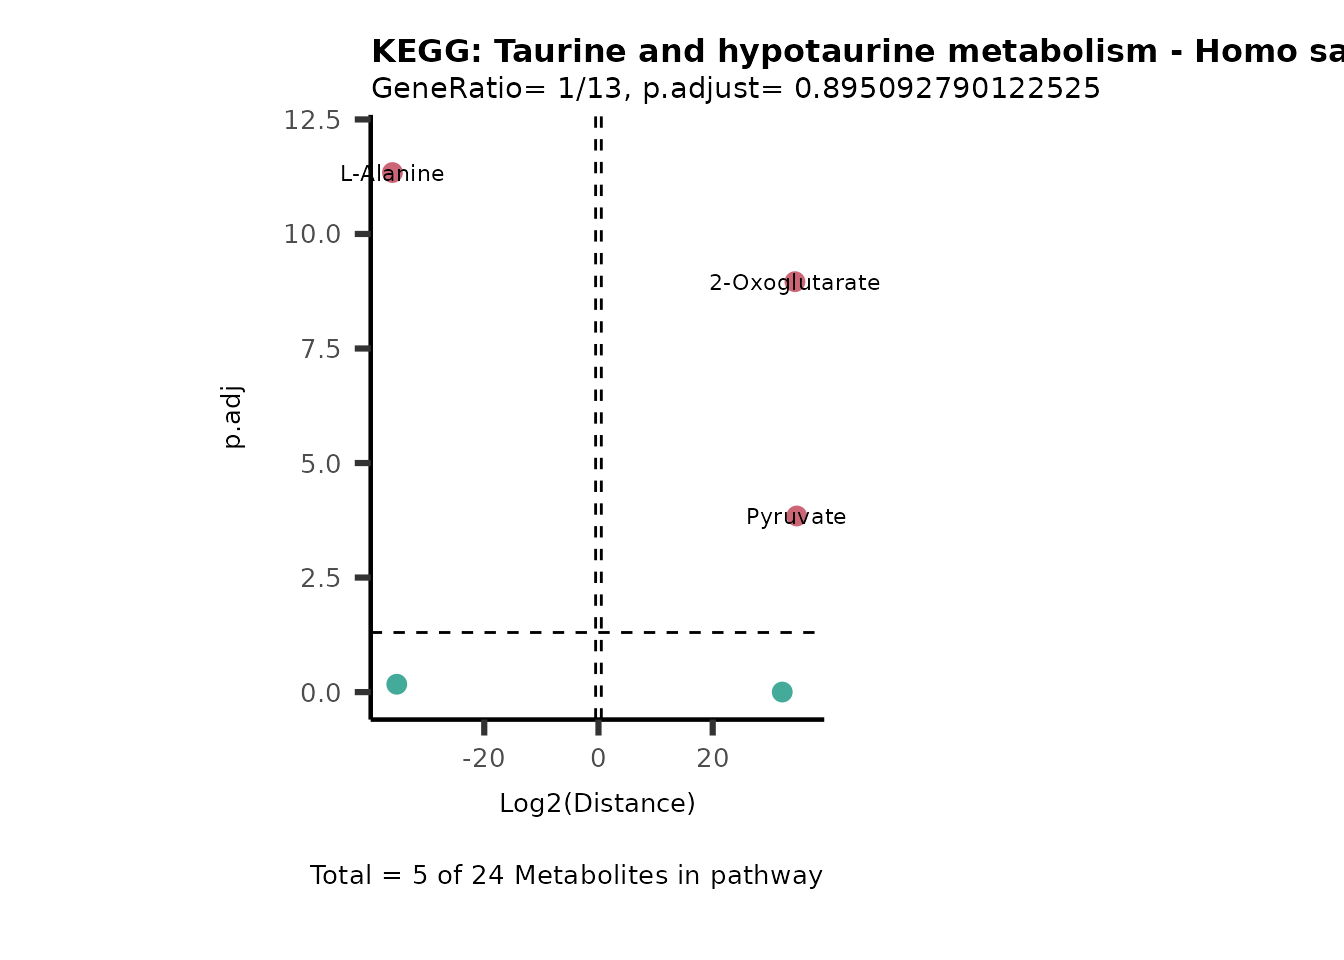 KEGG: Taurine and hypotaurine metabolism - Homo
GeneRatio= 1/13, p.adjust= 0.895092790122525
12.5
L-Alanine
10.0
2-Oxoglutarate
7.5
p.adj
5.0
Pyruvate
2.5
0.0
-20 0 20
Log2(Distance)
Total = 5 of 24 Metabolites in pathway